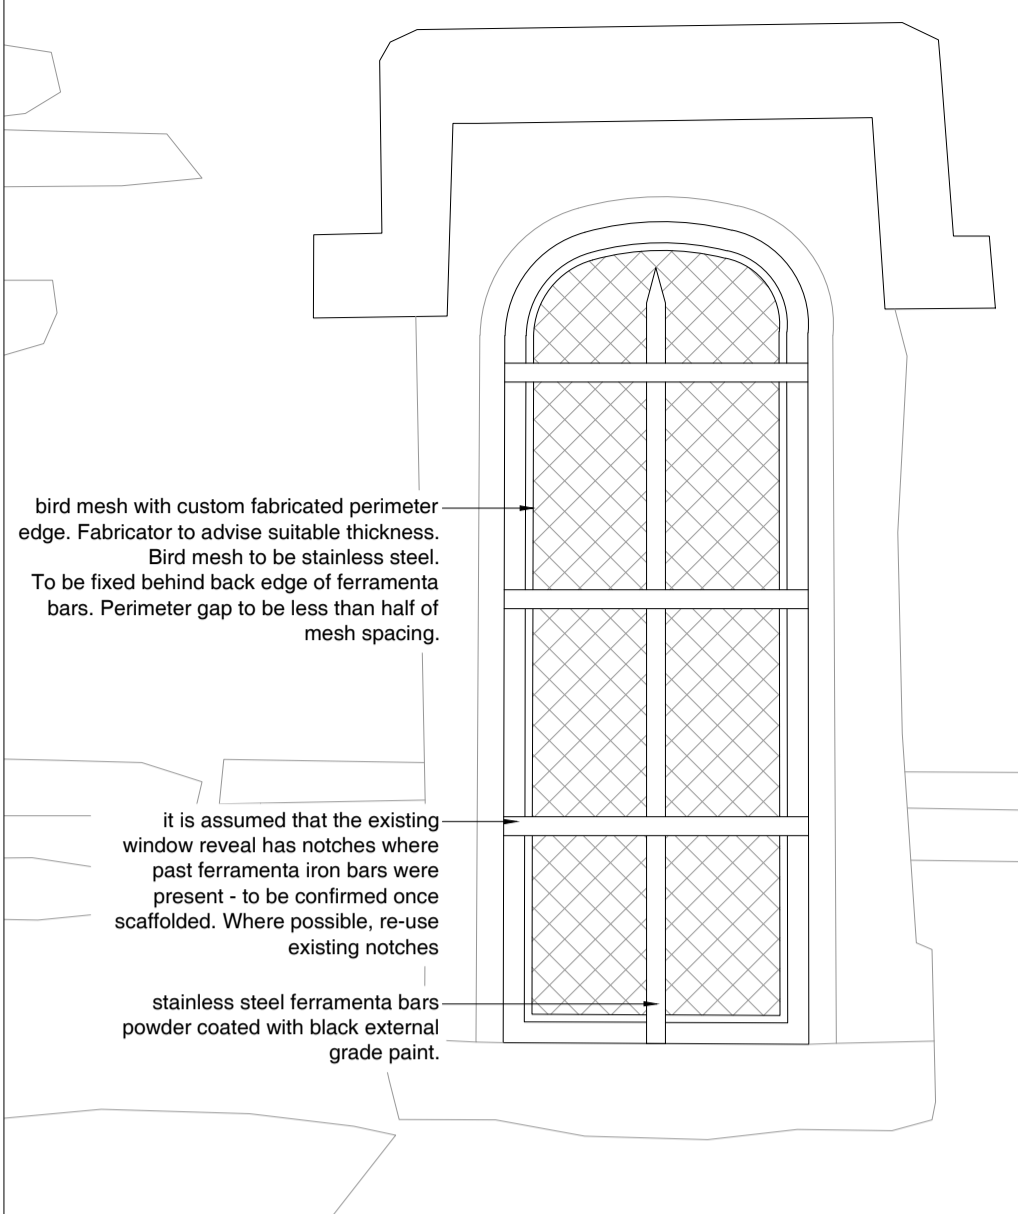 bird mesh with custom fabricated perimeter
edge. Fabricator to advise suitable thickness.
Bird mesh to be stainless steel.
To be fixed behind back edge of ferramenta
bars. Perimeter gap to be less than half of
mesh spacing.
it is assumed that the existing
window reveal has notches where
past ferramenta iron bars were
present - to be confirmed once
scaffolded. Where possible, re-use
existing notches
stainless steel ferramenta bars
powder coated with black external
grade paint.